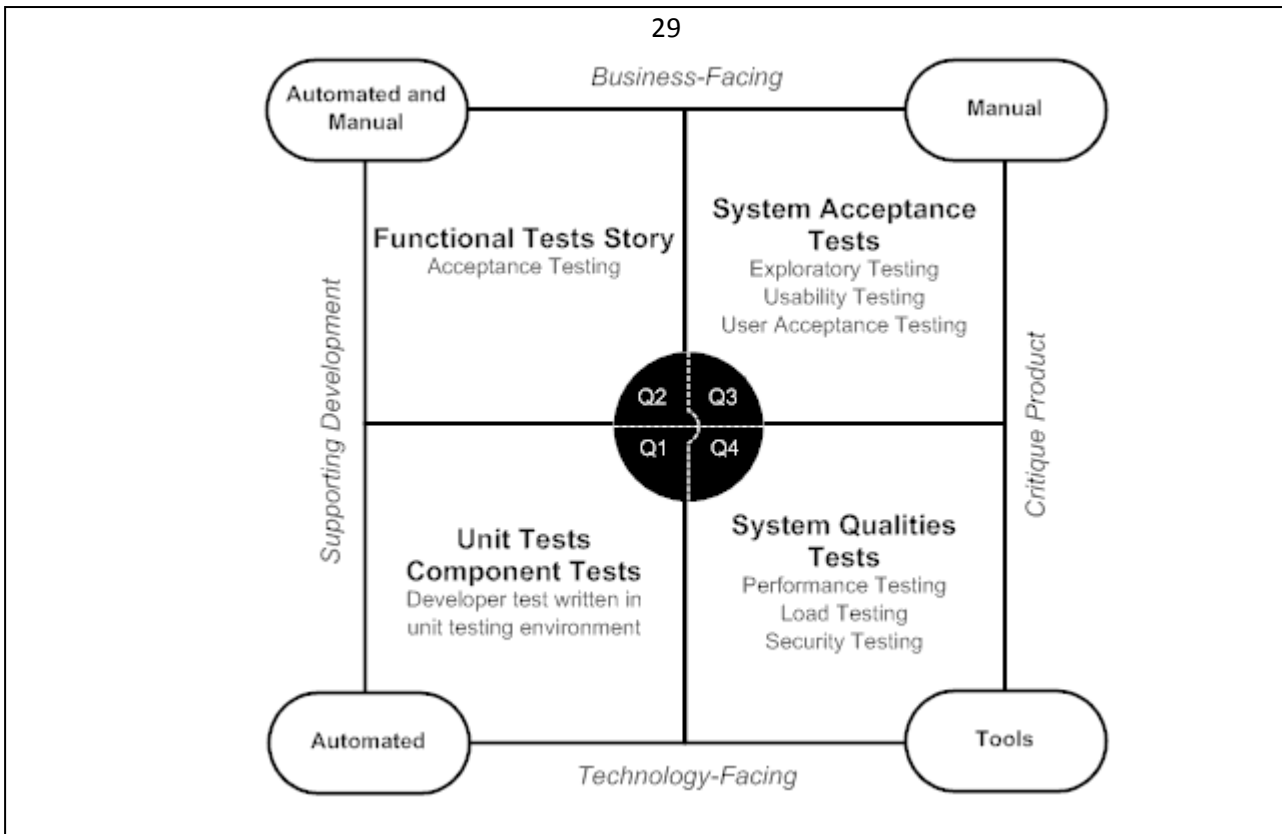 29
Business-Facing
Automated and
Manual
Manual
Functional Tests Story
Acceptance Testing
System Acceptance
Tests
Exploratory Testing
Usability Testing
User Acceptance Testing
Supporting Development
Critique Product
Q2
Q3
Q1
Q4
Unit Tests
Component Tests
Developer test written in
unit testing environment
System Qualities
Tests
Performance Testing
Load Testing
Security Testing
Automated
Tools
Technology-Facing